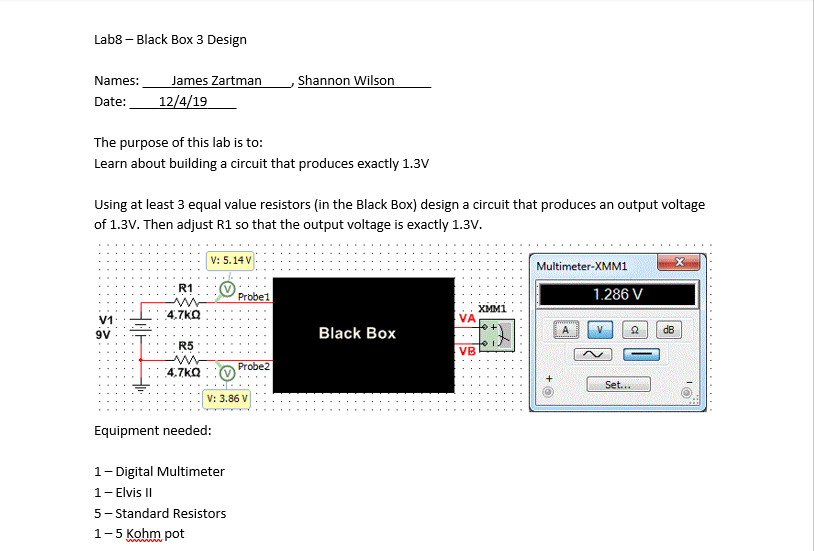 Lab8 – Black Box 3 Design
Names: James Zartman , Shannon Wilson
Date: 12/4/19
The purpose of this lab is to:
Learn about building a circuit that produces exactly 1.3V
Using at least 3 equal value resistors (in the Black Box) design a circuit that produces an output voltage
of 1.3V. Then adjust R1 so that the output voltage is exactly 1.3V.
V: 5.14 V
R1
V
Probe1
4.7kΩ
V1
9V
R5
4.7kΩ
V
Probe2
V: 3.86 V
Black Box
XMM1
VA
VB
Multimeter-XMM1
1.286 V
A V Ω dB
Set...
+ –
Equipment needed:
1 – Digital Multimeter
1 – Elvis II
5 – Standard Resistors
1 – 5 Kohm pot